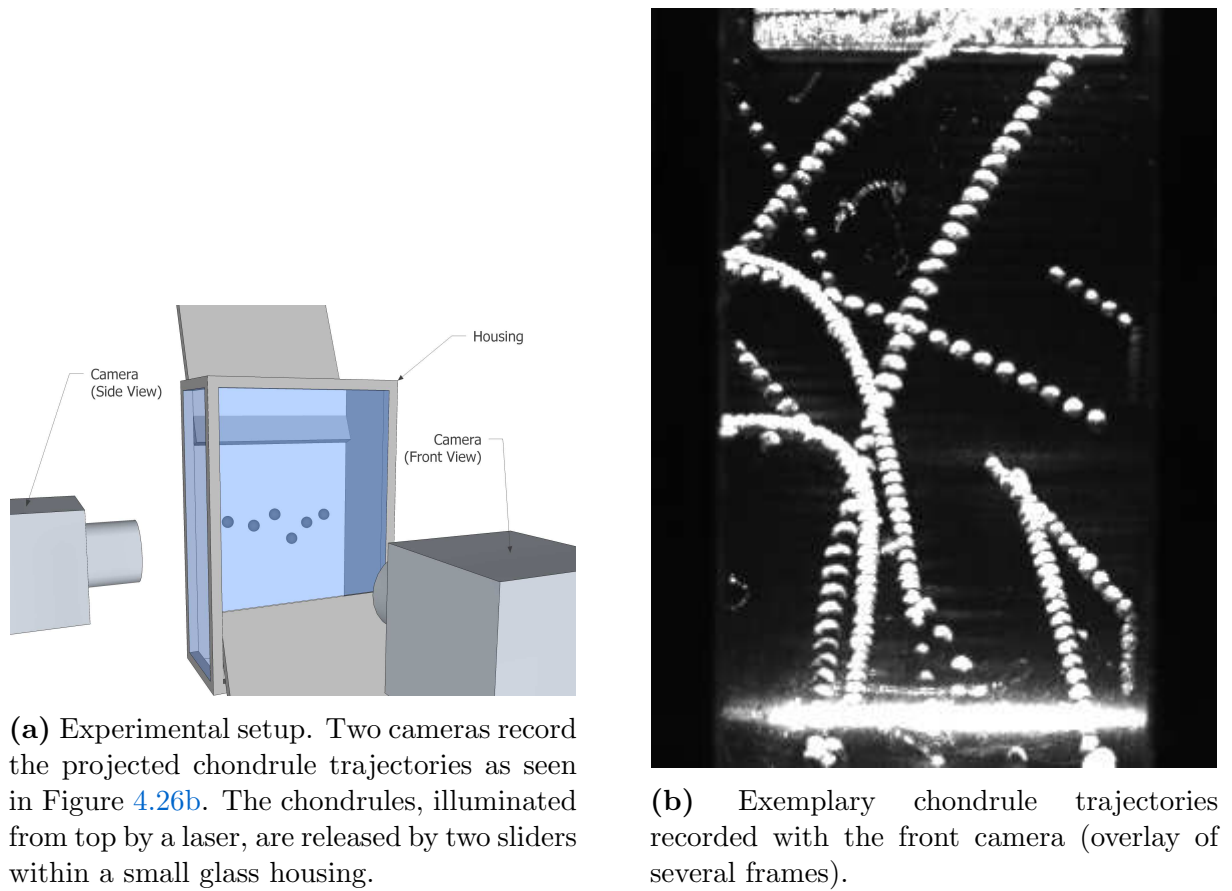 Housing
Camera
(Side View)
Camera
(Front View)
(a) Experimental setup. Two cameras record
the projected chondrule trajectories as seen
in Figure 4.26b. The chondrules, illuminated
from top by a laser, are released by two sliders
within a small glass housing.
(b) Exemplary chondrule trajectories
recorded with the front camera (overlay of
several frames).